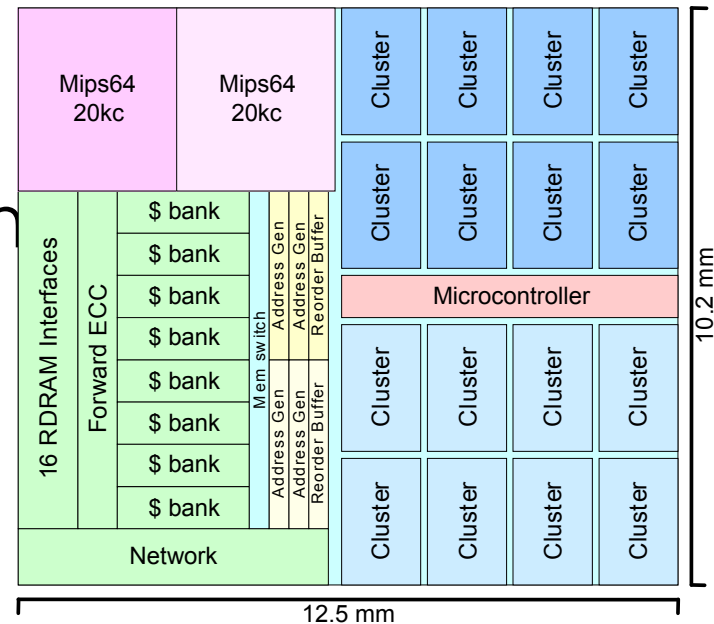 Mips64
20kc
Mips64
20kc
Cluster
Cluster
Cluster
Cluster
Cluster
Cluster
Cluster
Cluster
16 RDRAM Interfaces
Forward ECC
$ bank
$ bank
$ bank
$ bank
$ bank
$ bank
$ bank
$ bank
Mem switch
Address Gen
Address Gen
Reorder Buffer
Address Gen
Address Gen
Reorder Buffer
Microcontroller
Cluster
Cluster
Cluster
Cluster
Cluster
Cluster
Cluster
Cluster
Network
10.2 mm
12.5 mm